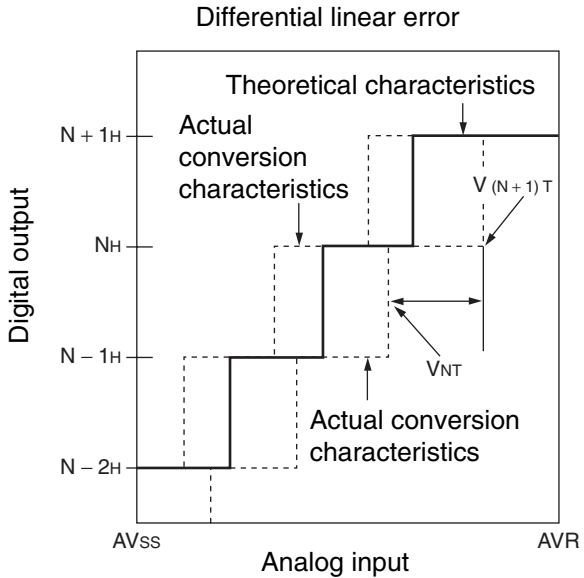 Differential linear error
Theoretical characteristics
N + 1H
Actual
conversion
characteristics
V (N + 1) T
NH
Digital output
N – 1H
VNT
Actual conversion
characteristics
N – 2H
AVSS
AVR
Analog input